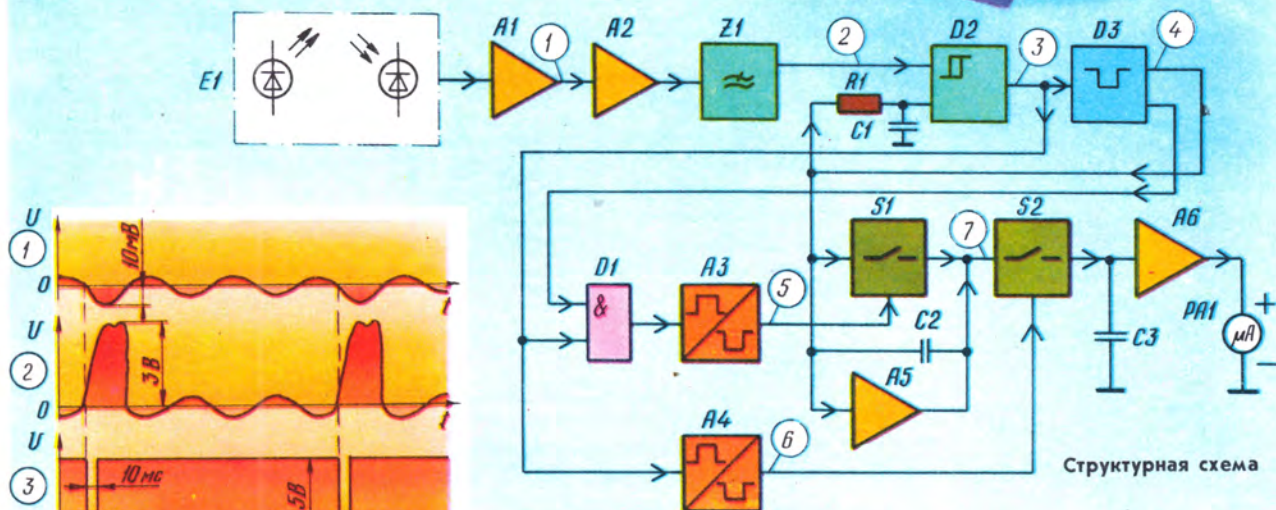 A1
1
A2
Z1
2
D2
3
D3
4
E1
R1
C1
U
1
10мВ
0
S1
7
S2
A6
D1
&
A3
5
C2
PA1
+
μA
−
C3
U
2
3В
0
A5
A4
6
U
3
10мс
5В
Структурная схема